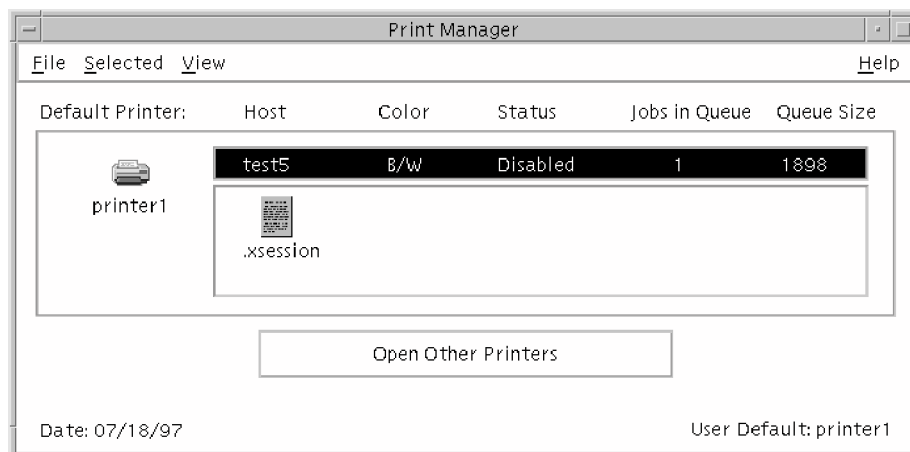 Print Manager
File Selected View Help
Default Printer: Host Color Status Jobs in Queue Queue Size
test5 B/W Disabled 1 1898
printer1
.xsession
Open Other Printers
Date: 07/18/97 User Default: printer1